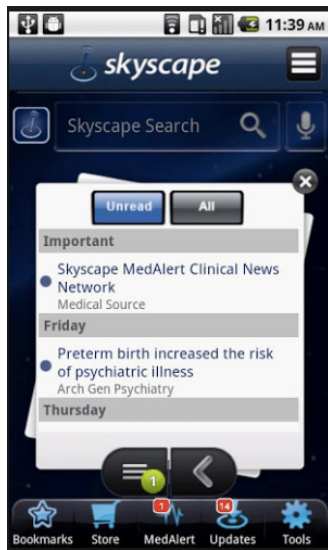 11:39 AM
skyscape
Skyscape Search
Unread
All
Important
Skyscape MedAlert Clinical News
Network
Medical Source
Friday
Preterm birth increased the risk
of psychiatric illness
Arch Gen Psychiatry
Thursday
1
1
14
Bookmarks
Store
MedAlert
Updates
Tools